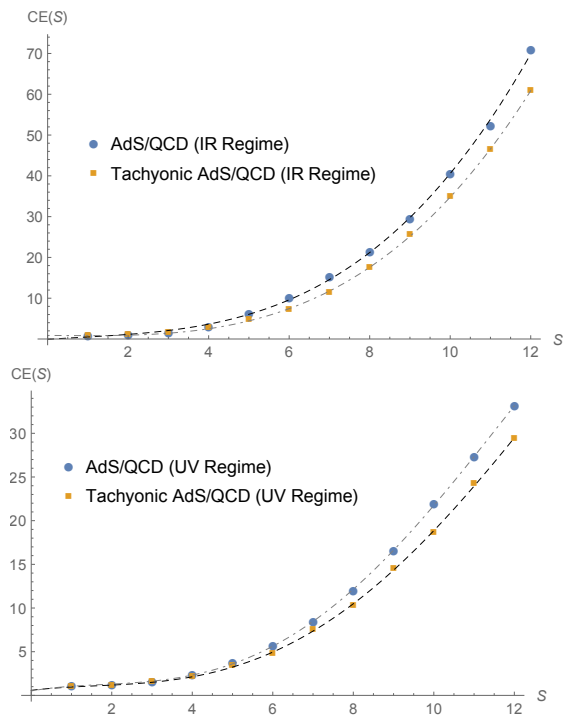 CE(S)
70
60
50
40
30
20
10
AdS/QCD (IR Regime)
Tachyonic AdS/QCD (IR Regime)
2 4 6 8 10 12 S
CE(S)
30
25
20
15
10
5
AdS/QCD (UV Regime)
Tachyonic AdS/QCD (UV Regime)
2 4 6 8 10 12 S